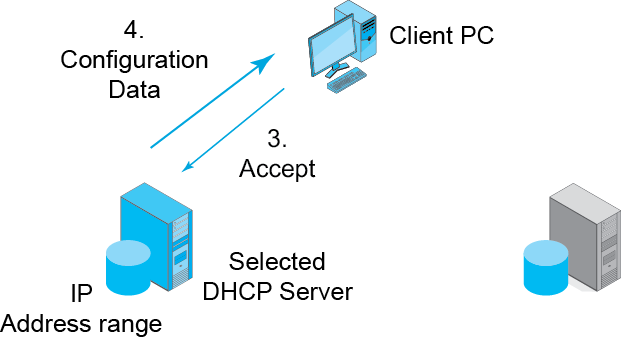 4.
Configuration
Data
Client PC
3.
Accept
Selected
DHCP Server
IP
Address range